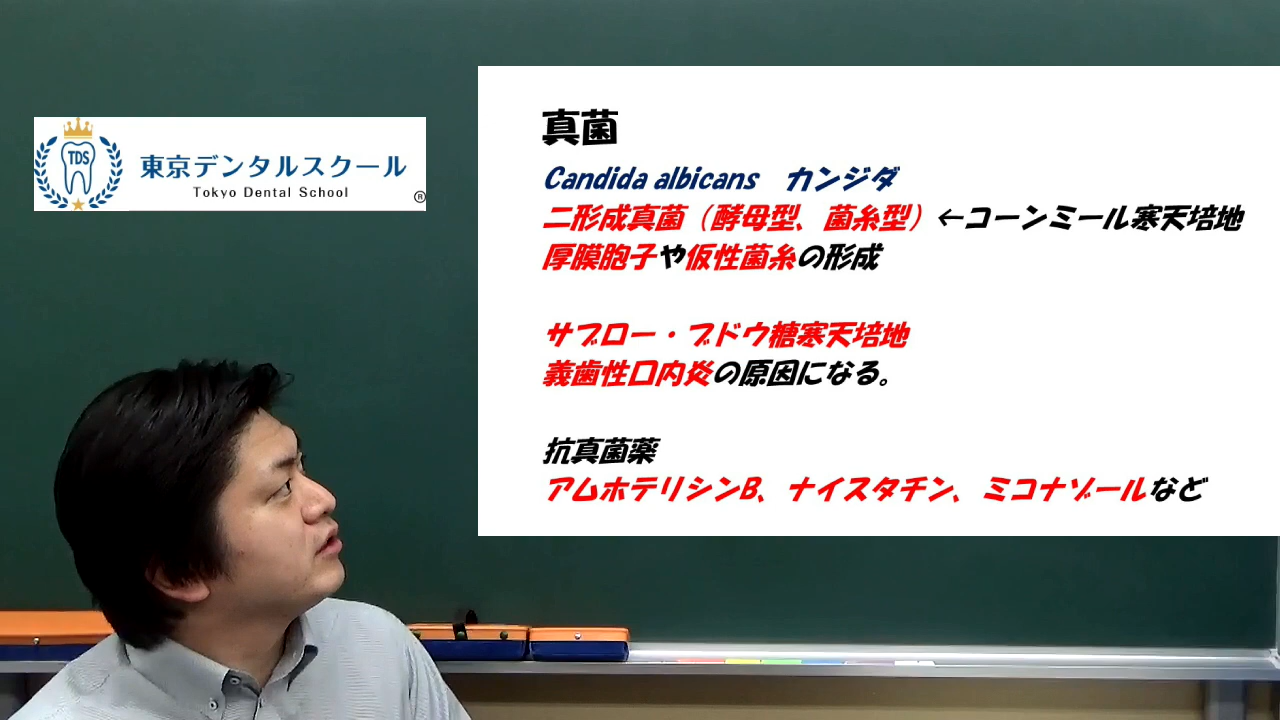 TDS
東京デンタルスクール
Tokyo Dental School
®
真菌
Candida albicans カンジダ
二形成真菌（酵母型、菌糸型）←コーンミール寒天培地
厚膜胞子や仮性菌糸の形成
サブロー・ブドウ糖寒天培地
義歯性口内炎の原因になる。
抗真菌薬
アムホテリシンB、ナイスタチン、ミコナゾールなど